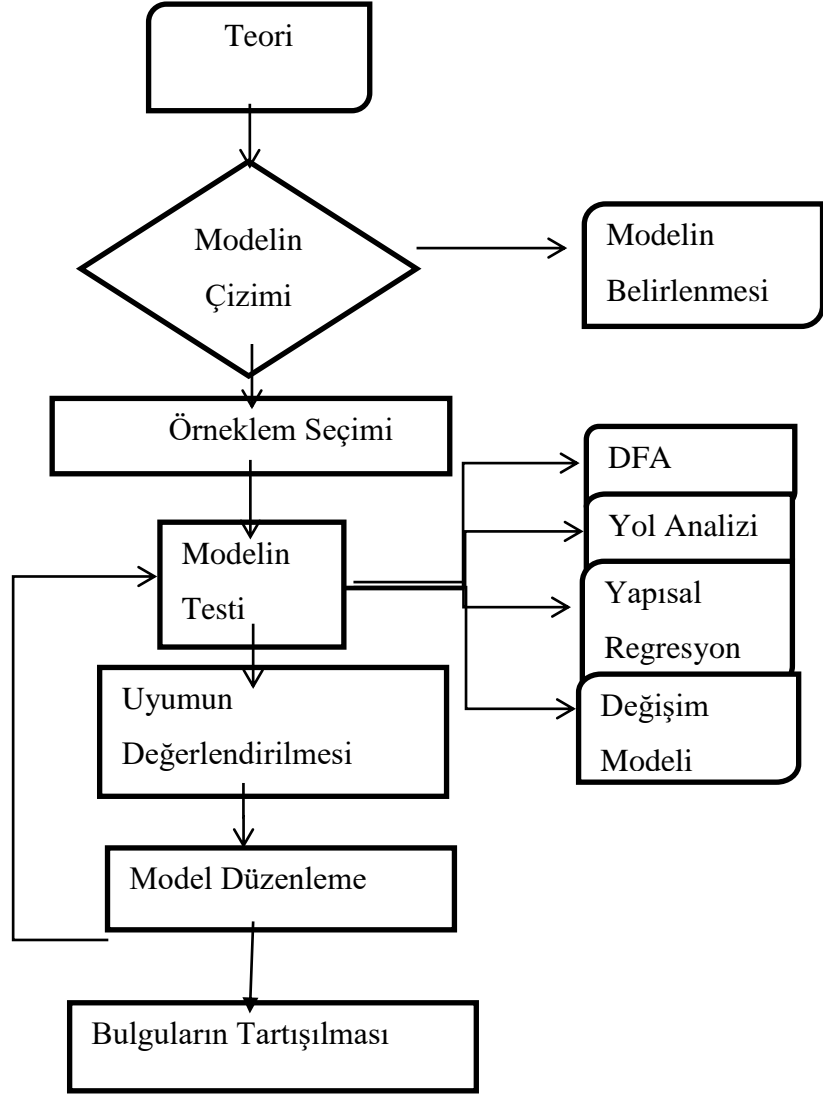 Teori
Modelin
Çizimi
Modelin
Belirlenmesi
Örneklem Seçimi
DFA
Yol Analizi
Modelin
Testi
Yapısal
Regresyon
Uyumun
Değerlendirilmesi
Değişim
Modeli
Model Düzenleme
Bulguların Tartışılması